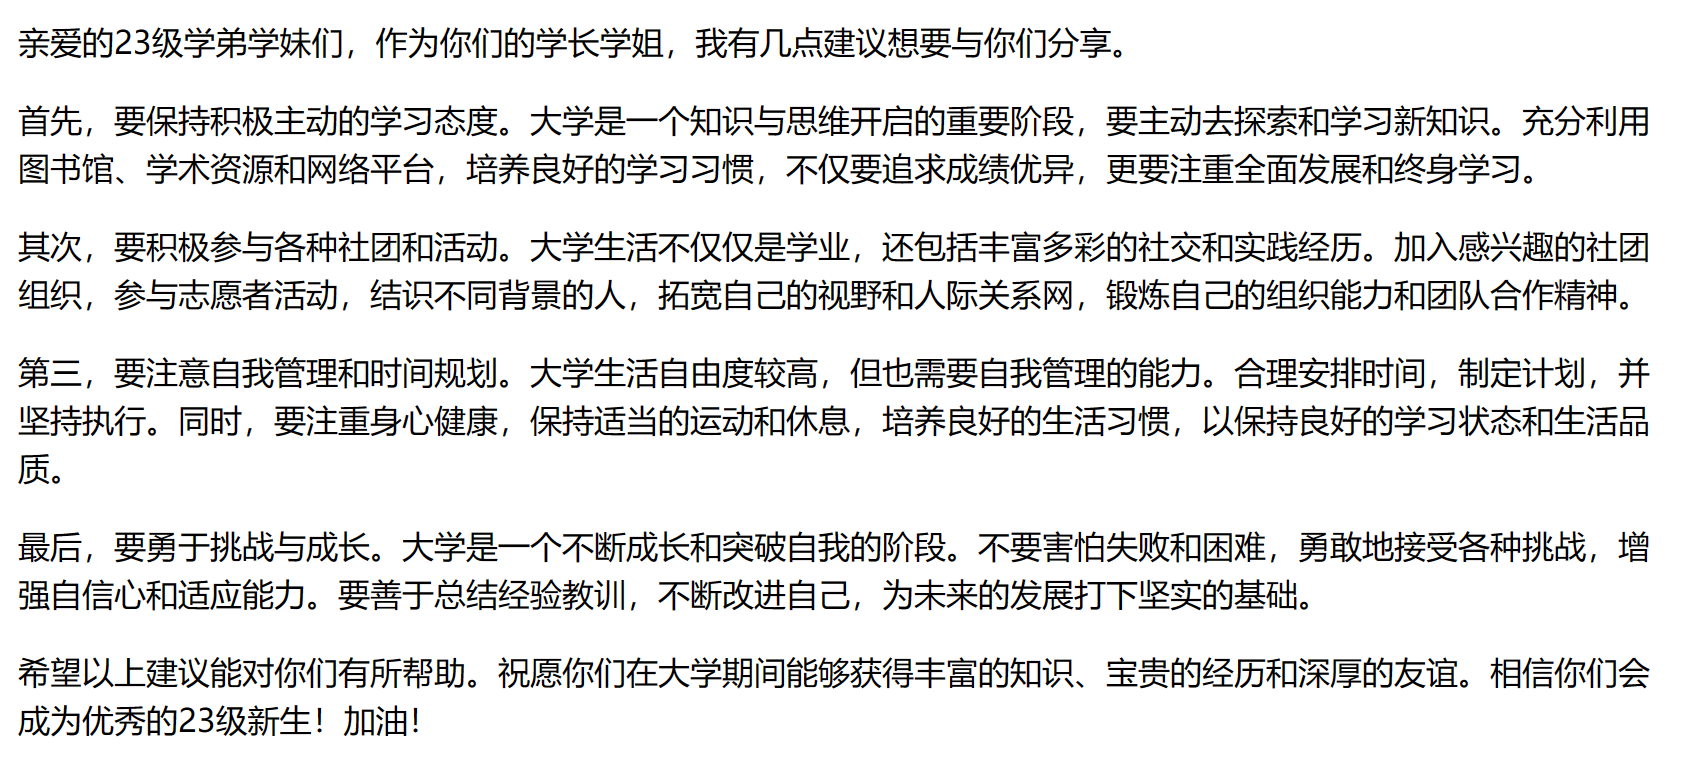 亲爱的23级学弟学妹们，作为你们的学长学姐，我有几点建议想要与你们分享。
首先，要保持积极主动的学习态度。大学是一个知识与思维开启的重要阶段，要主动去探索和学习新知识。充分利用
图书馆、学术资源和网络平台，培养良好的学习习惯，不仅要追求成绩优异，更要注重全面发展和终身学习。
其次，要积极参与各种社团和活动。大学生活不仅仅是学业，还包括丰富多彩的社交和实践经历。加入感兴趣的社团
组织，参与志愿者活动，结识不同背景的人，拓宽自己的视野和人际关系网，锻炼自己的组织能力和团队合作精神。
第三，要注意自我管理和时间规划。大学生活自由度较高，但也需要自我管理的能力。合理安排时间，制定计划，并
坚持执行。同时，要注重身心健康，保持适当的运动和休息，培养良好的生活习惯，以保持良好的学习状态和生活品
质。
最后，要勇于挑战与成长。大学是一个不断成长和突破自我的阶段。不要害怕失败和困难，勇敢地接受各种挑战，增
强自信心和适应能力。要善于总结经验教训，不断改进自己，为未来的发展打下坚实的基础。
希望以上建议能对你们有所帮助。祝愿你们在大学期间能够获得丰富的知识、宝贵的经历和深厚的友谊。相信你们会
成为优秀的23级新生！加油！